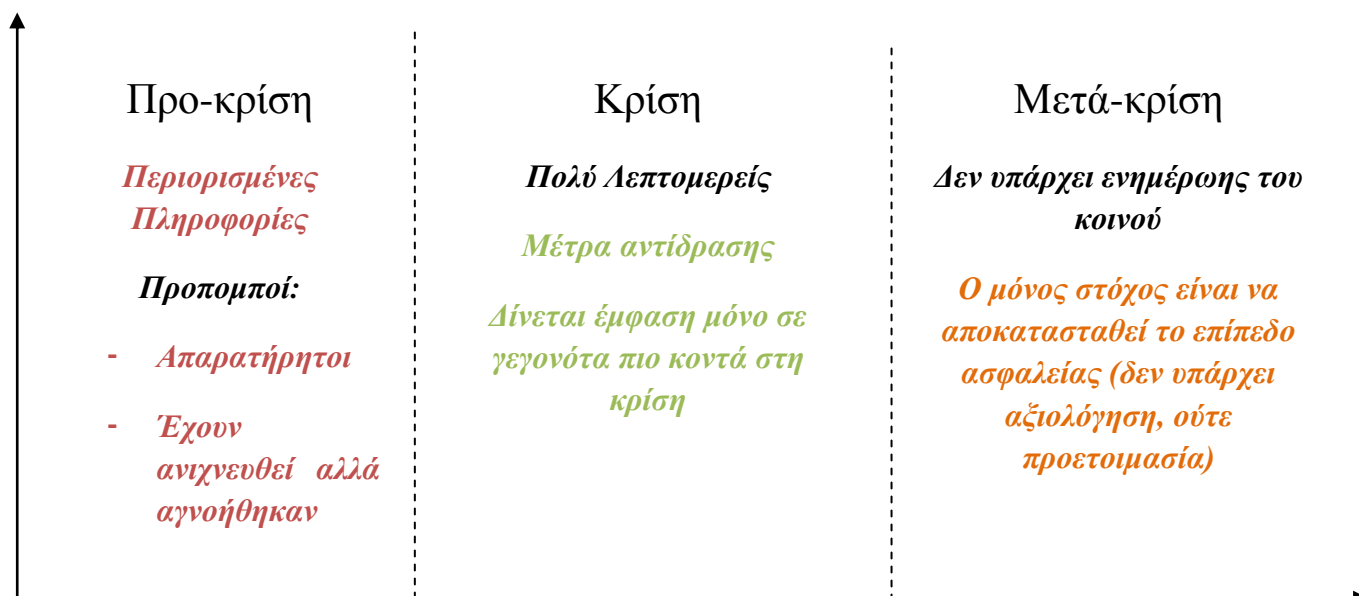 Προ-κρίση
Περιορισμένες
Πληροφορίες
Προπομποί:
- Απαρατήρητοι
- Έχουν
ανιχνευθεί αλλά
αγνοήθηκαν
Κρίση
Πολύ Λεπτομερείς
Μέτρα αντίδρασης
Δίνεται έμφαση μόνο σε
γεγονότα πιο κοντά στη
κρίση
Μετά-κρίση
Δεν υπάρχει ενημέρωης του
κοινού
Ο μόνος στόχος είναι να
αποκατασταθεί το επίπεδο
ασφαλείας (δεν υπάρχει
αξιολόγηση, ούτε
προετοιμασία)